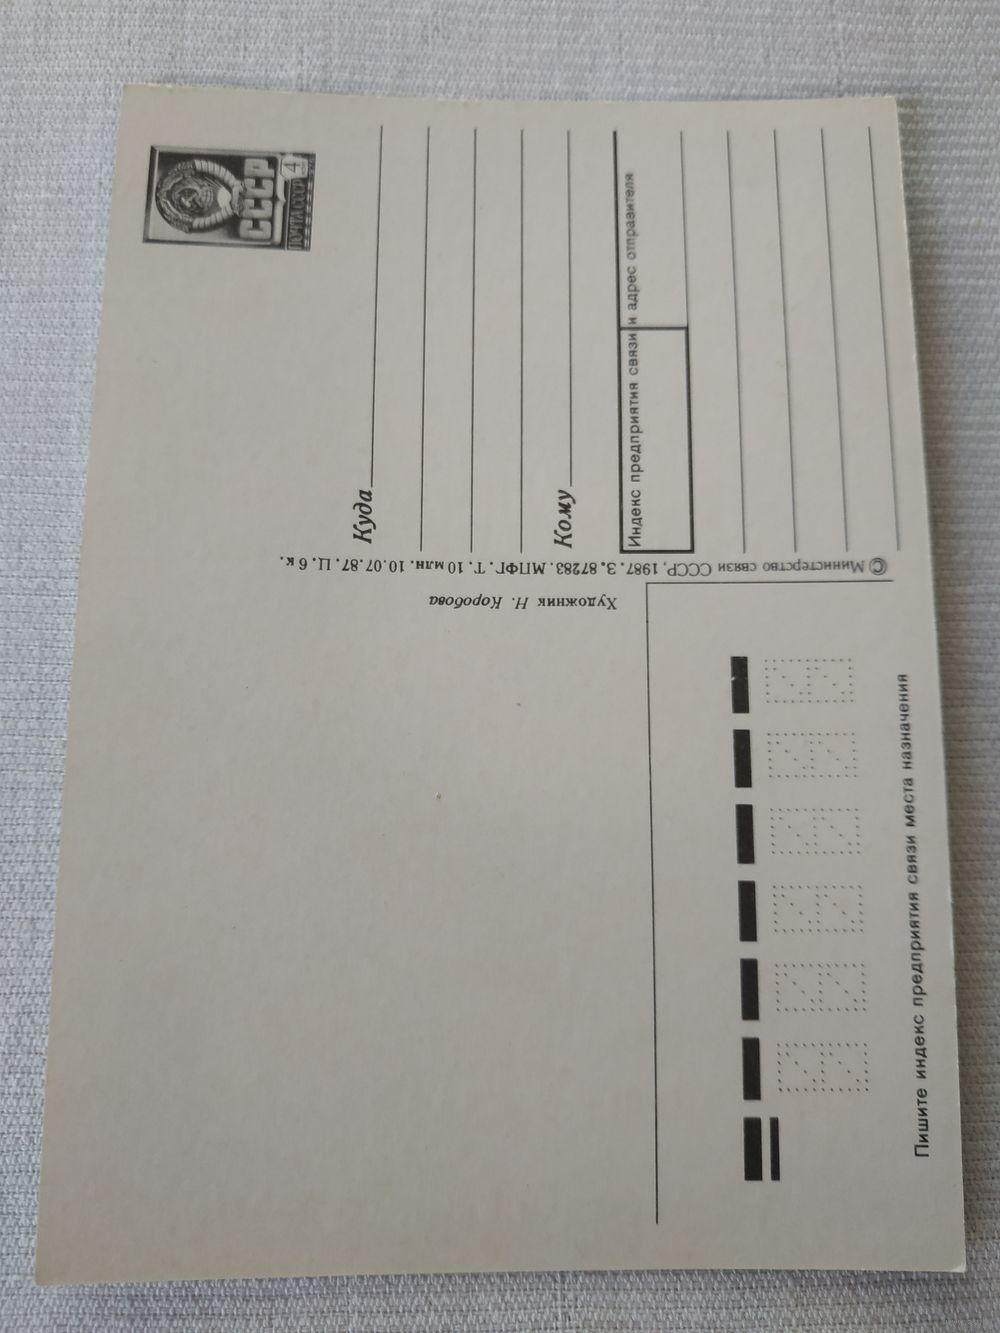 СССР
4
ПОЧТА СССР
Куда
Кому
Индекс предприятия связи и адрес отправителя
© Министерство связи СССР, 1987. З. 87283. МПФГ. Т. 10 млн. 10.07.87. Ц. 6 к.
Художник Н. Коробова
Пишите индекс предприятия связи места назначения